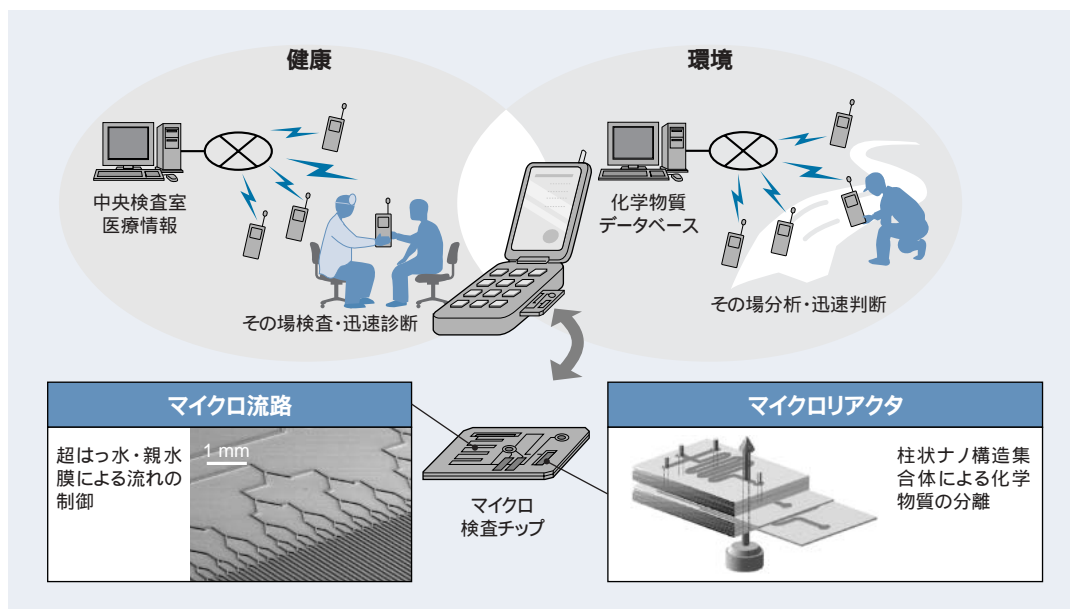 健康
環境
中央検査室
医療情報
化学物質
データベース
その場検査・迅速診断
その場分析・迅速判断
マイクロ流路
超はっ水・親水
膜による流れの
制御
1 mm
マイクロ
検査チップ
マイクロリアクタ
柱状ナノ構造集
合体による化学
物質の分離